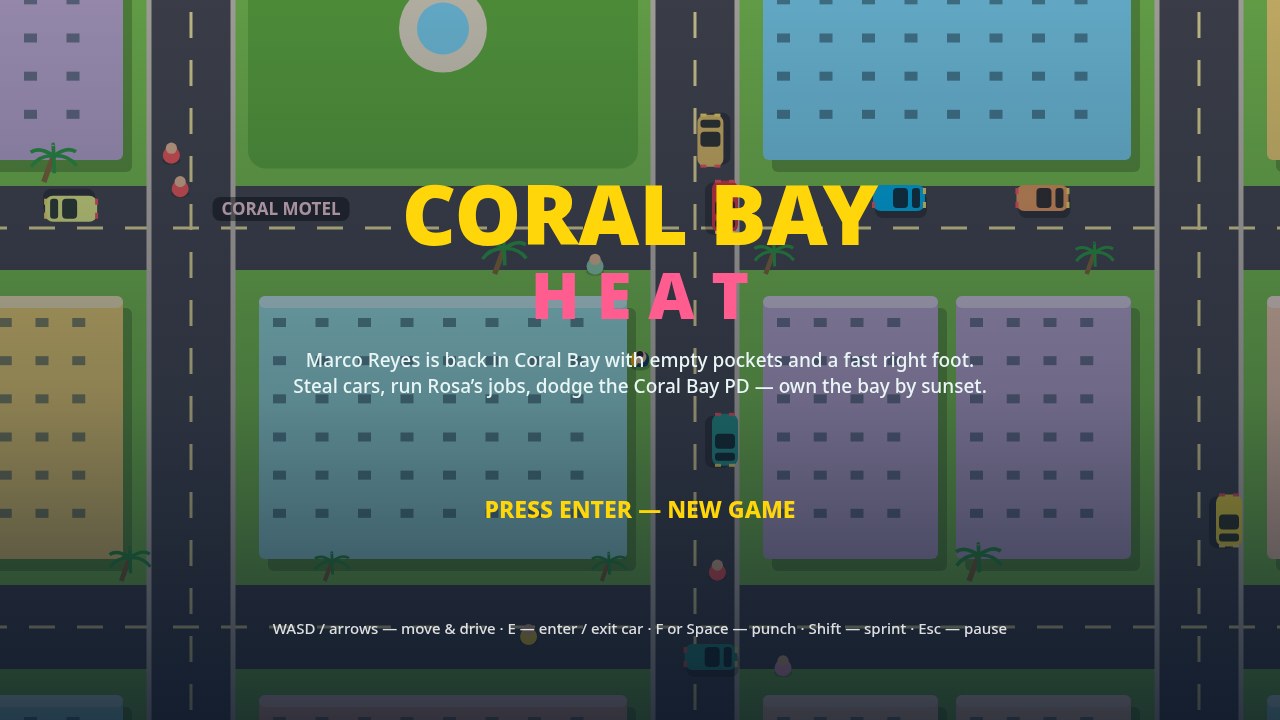 CORAL MOTEL
CORAL BAY
HEAT
Marco Reyes is back in Coral Bay with empty pockets and a fast right foot.
Steal cars, run Rosa’s jobs, dodge the Coral Bay PD — own the bay by sunset.
PRESS ENTER — NEW GAME
WASD / arrows — move & drive · E — enter / exit car · F or Space — punch · Shift — sprint · Esc — pause